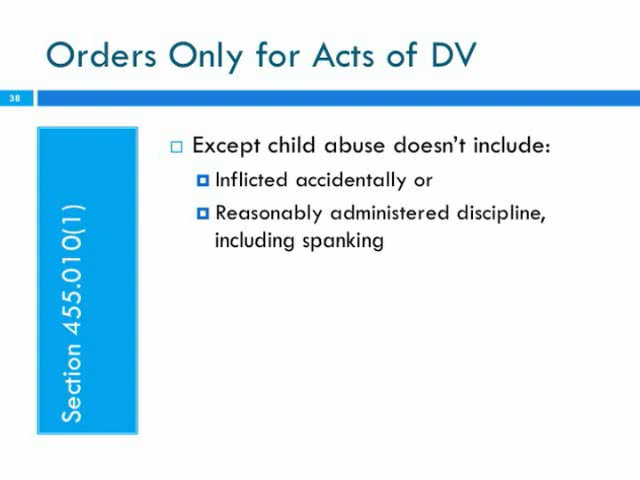 Orders Only for Acts of DV
38
Section 455.010(1)
Except child abuse doesn't include:
Inflicted accidentally or
Reasonably administered discipline,
including spanking